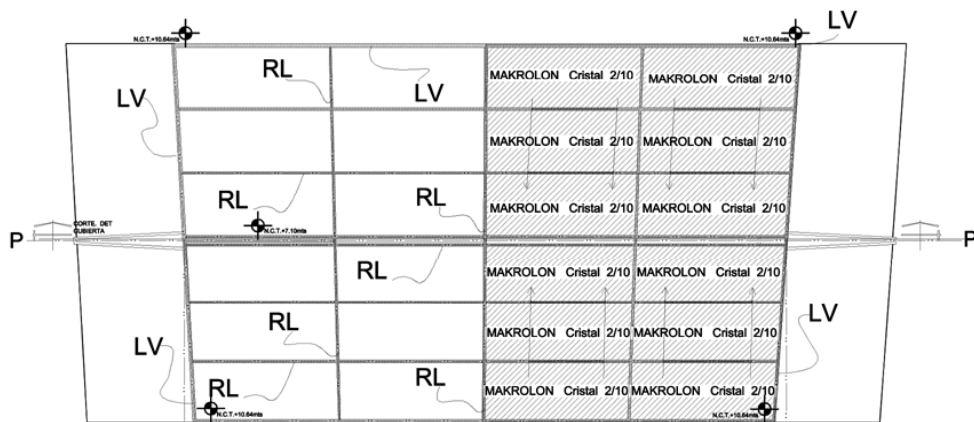 N.C.T.=10.64mts
N.C.T.=10.64mts
LV
RL
LV
MAKROLON Cristal 2/10
MAKROLON Cristal 2/10
LV
MAKROLON Cristal 2/10
MAKROLON Cristal 2/10
RL
RL
MAKROLON Cristal 2/10
MAKROLON Cristal 2/10
CORTE. DET
CUBIERTA
N.C.T.=7.10mts
P
P
RL
MAKROLON Cristal 2/10
MAKROLON Cristal 2/10
RL
LV
LV
MAKROLON Cristal 2/10
MAKROLON Cristal 2/10
RL
RL
MAKROLON Cristal 2/10
MAKROLON Cristal 2/10
N.C.T.=10.64mts
N.C.T.=10.64mts